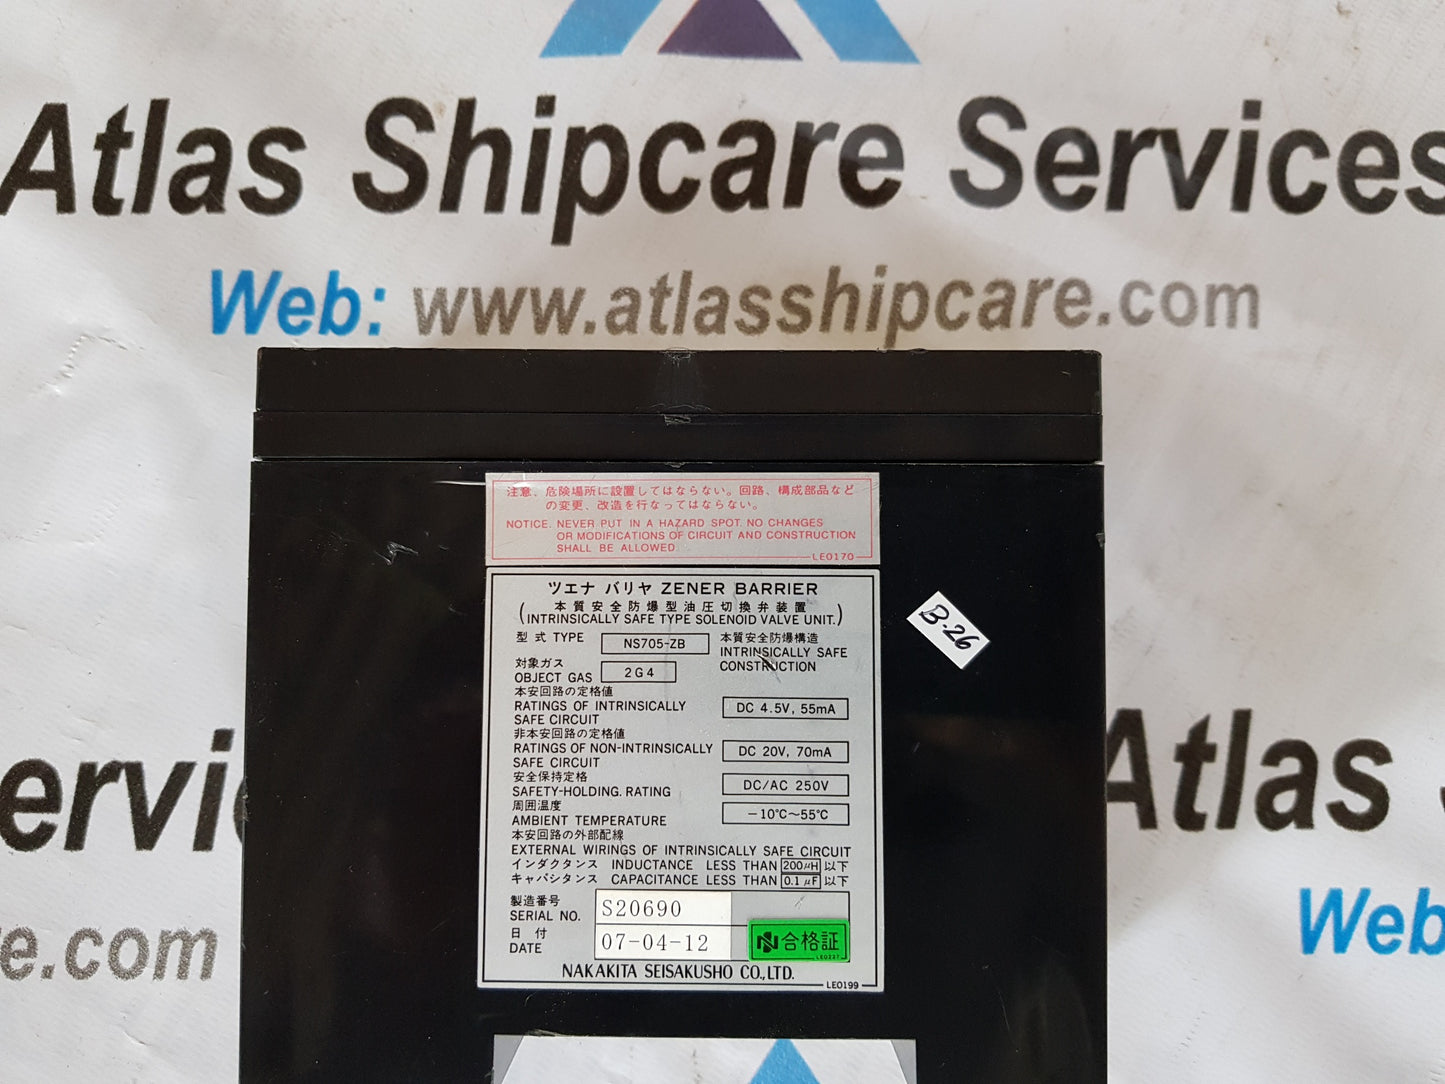 Atlas Shipcare Services
Web: www.atlasshipcare.com
注意、危険場所に設置してはならない。回路、構成部品など
の変更、改造を行なってはならない。
NOTICE. NEVER PUT IN A HAZARD SPOT. NO CHANGES
OR MODIFICATIONS OF CIRCUIT AND CONSTRUCTION
SHALL BE ALLOWED.
LE0170
ツエナ バリヤ ZENER BARRIER
本質安全防爆型油圧切換弁装置
(INTRINSICALLY SAFE TYPE SOLENOID VALVE UNIT.)
型式 TYPE NS705-ZB
本質安全防爆構造
INTRINSICALLY SAFE
CONSTRUCTION
対象ガス
OBJECT GAS 2G4
本安回路の定格値
RATINGS OF INTRINSICALLY
SAFE CIRCUIT
DC 4.5V, 55mA
非本安回路の定格値
RATINGS OF NON-INTRINSICALLY
SAFE CIRCUIT
DC 20V, 70mA
安全保持定格
SAFETY-HOLDING. RATING DC/AC 250V
周囲温度
AMBIENT TEMPERATURE -10℃~55℃
本安回路の外部配線
EXTERNAL WIRINGS OF INTRINSICALLY SAFE CIRCUIT
インダクタンス INDUCTANCE LESS THAN 200μH 以下
キャパシタンス CAPACITANCE LESS THAN 0.1μF 以下
製造番号
SERIAL NO. S20690
日付
DATE 07-04-12
合格証
LE0237
NAKAKITA SEISAKUSHO CO.,LTD.
LE0199
B-26
ervi
e.com
Atlas
Web